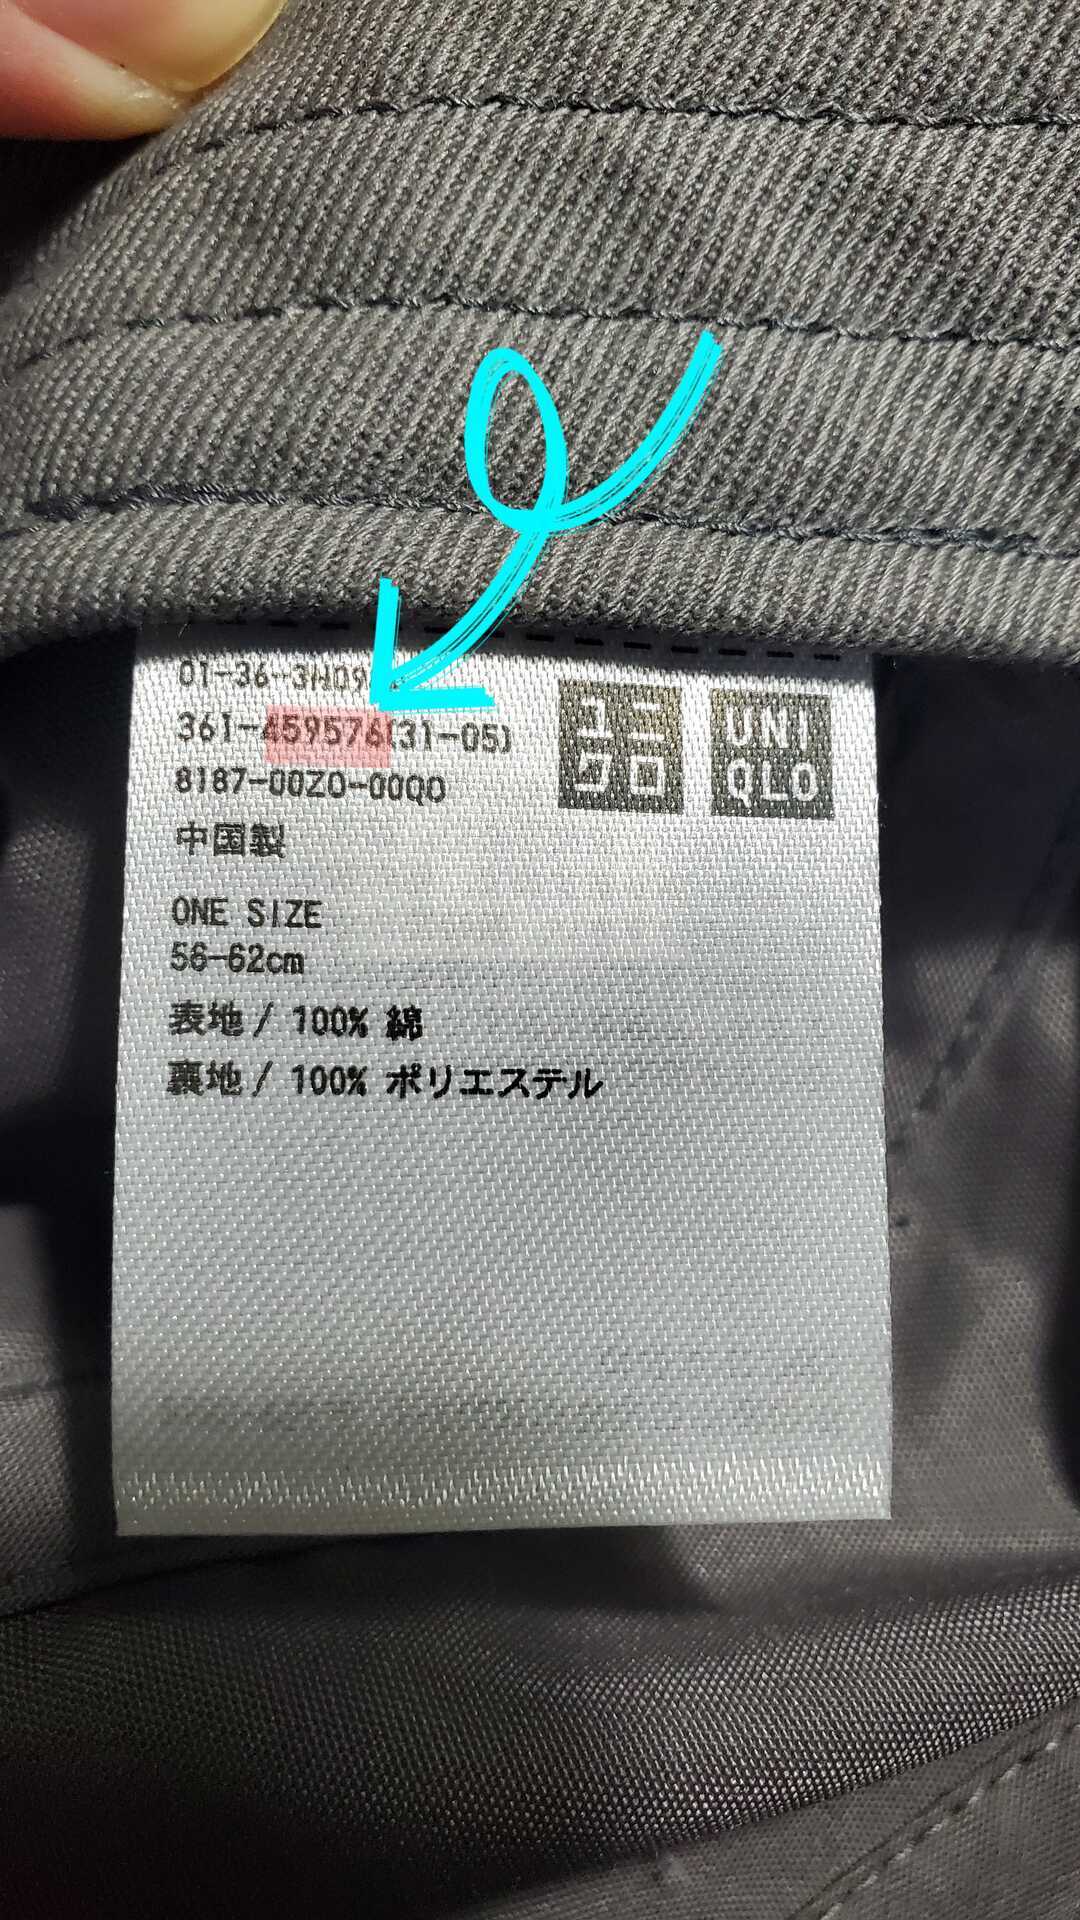 361-459576(31-05)
8187-00Z0-00Q0
中国製
ONE SIZE
56-62cm
表地 / 100% 綿
裏地 / 100% ポリエステル
ユニ
クロ
UNI
QLO